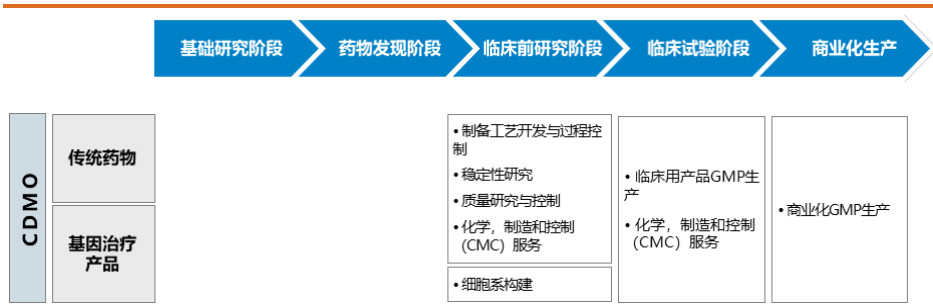 基础研究阶段
药物发现阶段
临床前研究阶段
临床试验阶段
商业化生产
CDMO
传统药物
基因治疗
产品
•制备工艺开发与过程控
制
•稳定性研究
•质量研究与控制
•化学，制造和控制
（CMC）服务
•细胞系构建
•临床用产品GMP生
产
•化学，制造和控制
（CMC）服务
•商业化GMP生产